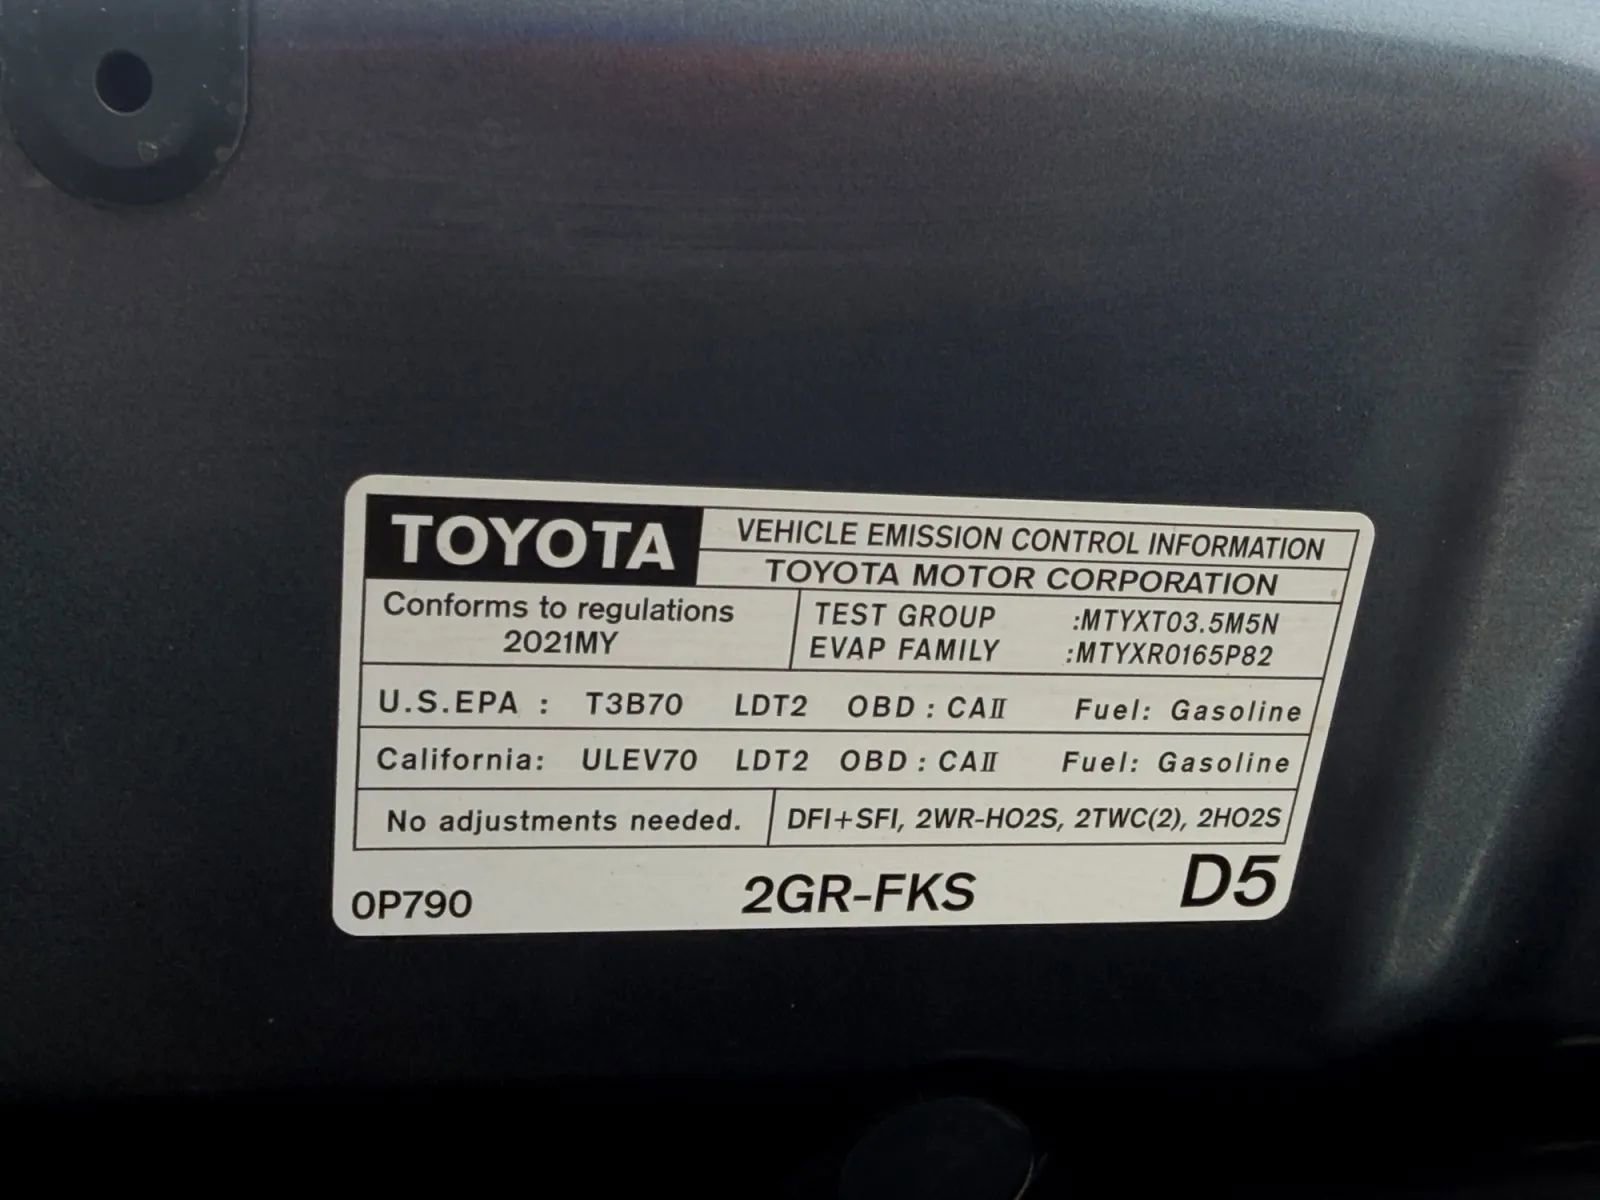 TOYOTA
VEHICLE EMISSION CONTROL INFORMATION
TOYOTA MOTOR CORPORATION
Conforms to regulations
2021MY
TEST GROUP :MTYXT03.5M5N
EVAP FAMILY :MTYXR0165P82
U.S.EPA : T3B70 LDT2 OBD : CAⅡ Fuel: Gasoline
California: ULEV70 LDT2 OBD : CAⅡ Fuel: Gasoline
No adjustments needed.
DFI+SFI, 2WR-HO2S, 2TWC(2), 2HO2S
0P790 2GR-FKS D5